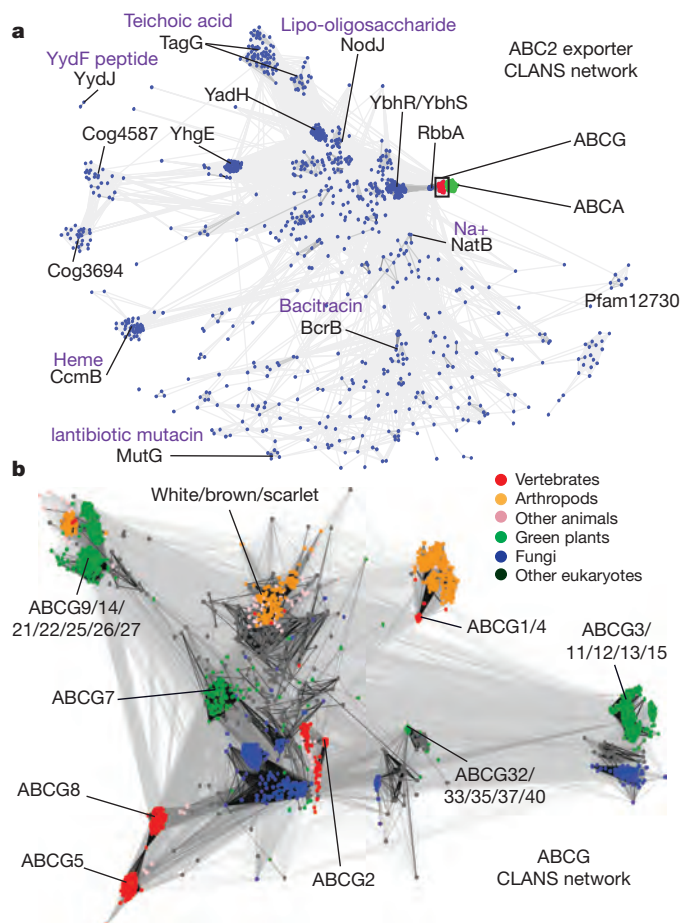 a
Teichoic acid
TagG
Lipo-oligosaccharide
NodJ
ABC2 exporter
CLANS network
YydF peptide
YydJ
YadH
YbhR/YbhS
RbbA
Cog4587
YhgE
ABCG
ABCA
Na+
NatB
Cog3694
Pfam12730
Bacitracin
BcrB
Heme
CcmB
lantibiotic mutacin
MutG
b
White/brown/scarlet
Vertebrates
Arthropods
Other animals
Green plants
Fungi
Other eukaryotes
ABCG9/14/
21/22/25/26/27
ABCG1/4
ABCG3/
11/12/13/15
ABCG7
ABCG32/
33/35/37/40
ABCG8
ABCG5
ABCG2
ABCG
CLANS network